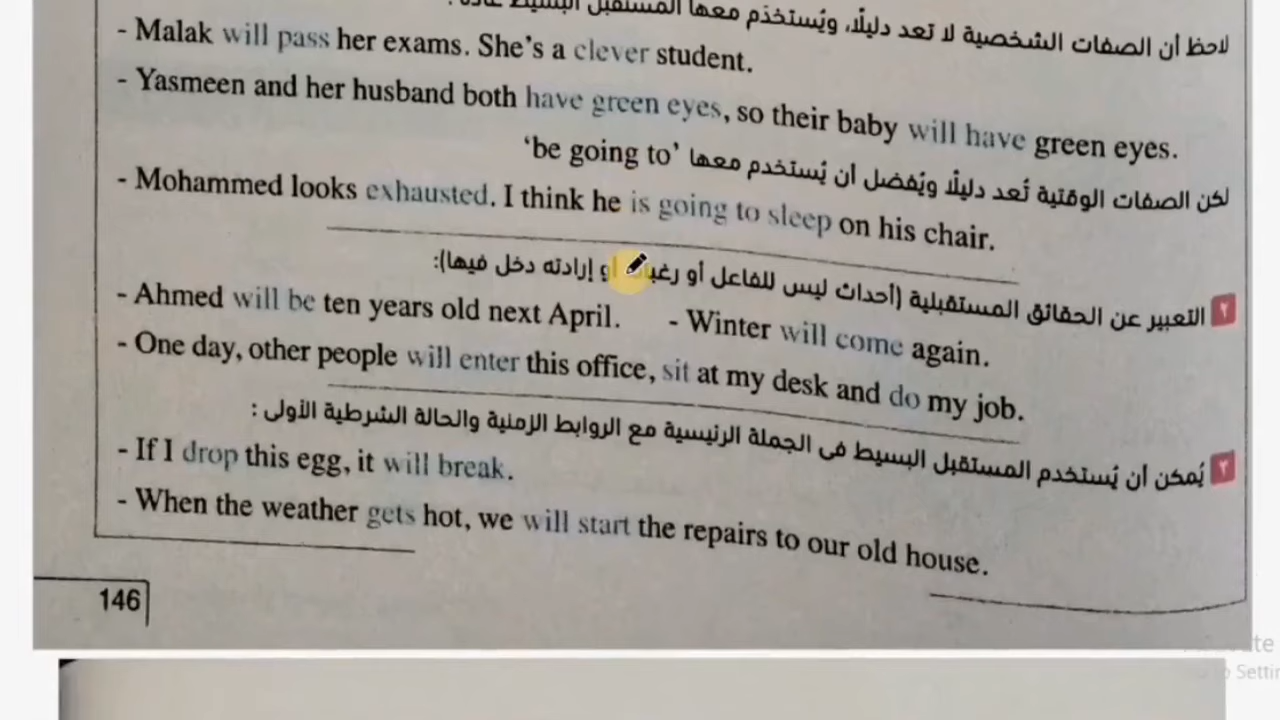 لاحظ أن الصفات الشخصية لا تعد دليلًا، ويُستخدم معها المستقبل البسيط
- Malak will pass her exams. She's a clever student.
- Yasmeen and her husband both have green eyes, so their baby will have green eyes.
لكن الصفات الوقتية تُعد دليلًا ويُفضل أن يُستخدم معها 'be going to'
- Mohammed looks exhausted. I think he is going to sleep on his chair.
٢ التعبير عن الحقائق المستقبلية (أحداث ليس للفاعل أو أو إرادته دخل فيها):
- Ahmed will be ten years old next April. - Winter will come again.
- One day, other people will enter this office, sit at my desk and do my job.
٣ يُمكن أن يُستخدم المستقبل البسيط فى الجملة الرئيسية مع الروابط الزمنية والحالة الشرطية الأولى :
- If I drop this egg, it will break.
- When the weather gets hot, we will start the repairs to our old house.
146